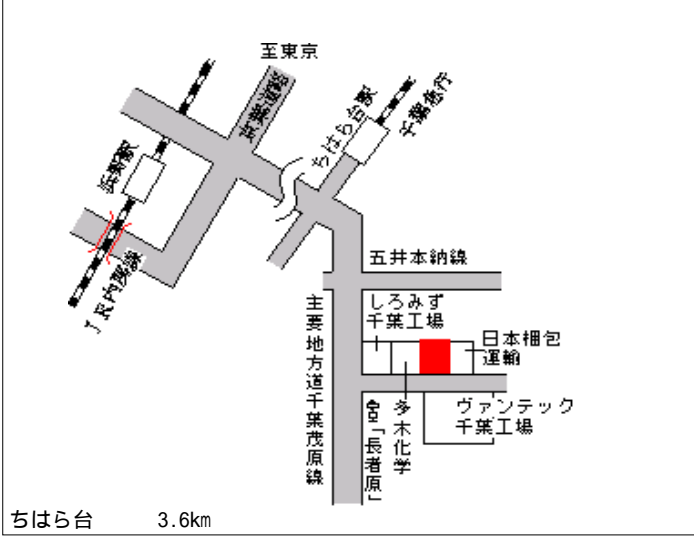 至東京
京葉道路
千葉急行
ちはら台駅
浜野駅
JR内房線
五井本納線
主要地方道千葉茂原線
しろみず
千葉工場
日本梱包
運輸
多木化学
「長者原」
ヴァンテック
千葉工場
ちはら台 3.6km